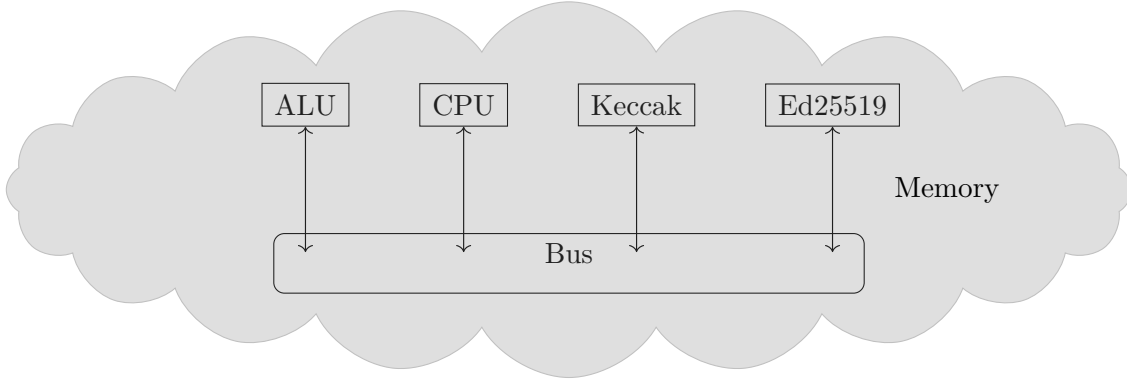 ALU
CPU
Keccak
Ed25519
Memory
Bus